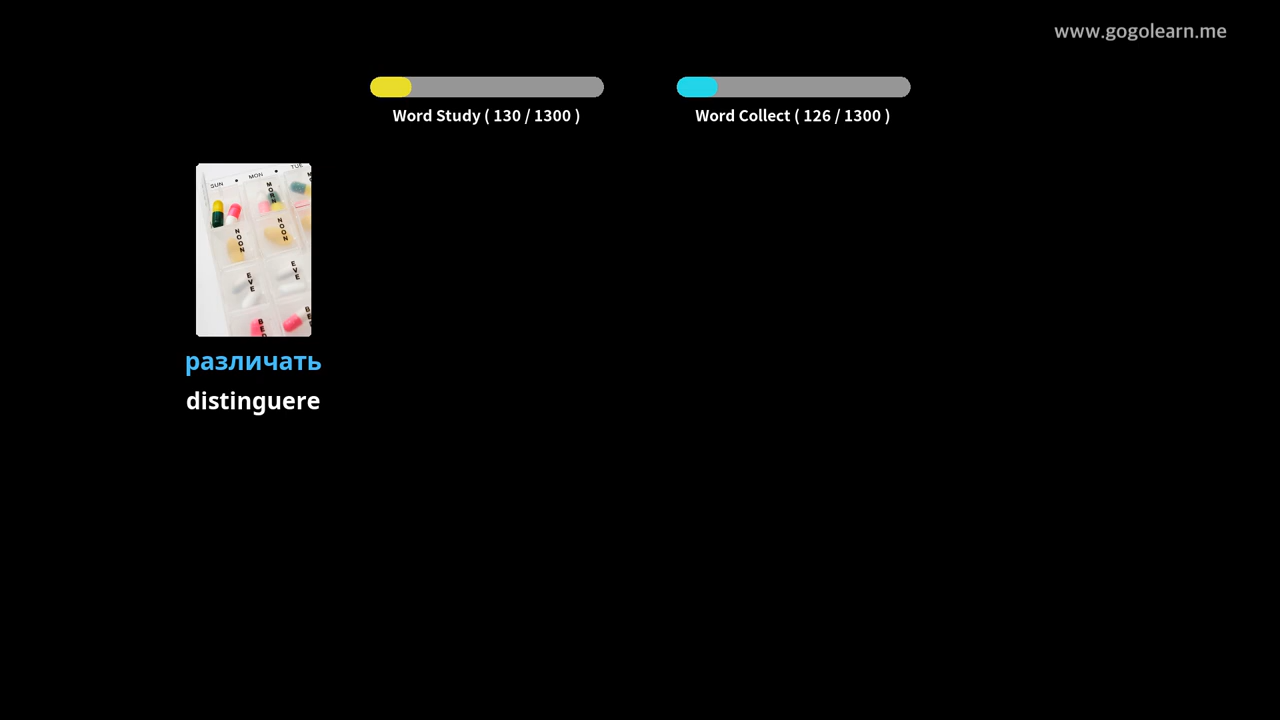 www.gogolearn.me
Word Study ( 130 / 1300 )
Word Collect ( 126 / 1300 )
SUN
MON
TUE
MORN
NOON
NOON
EVE
EVE
различать
distinguere